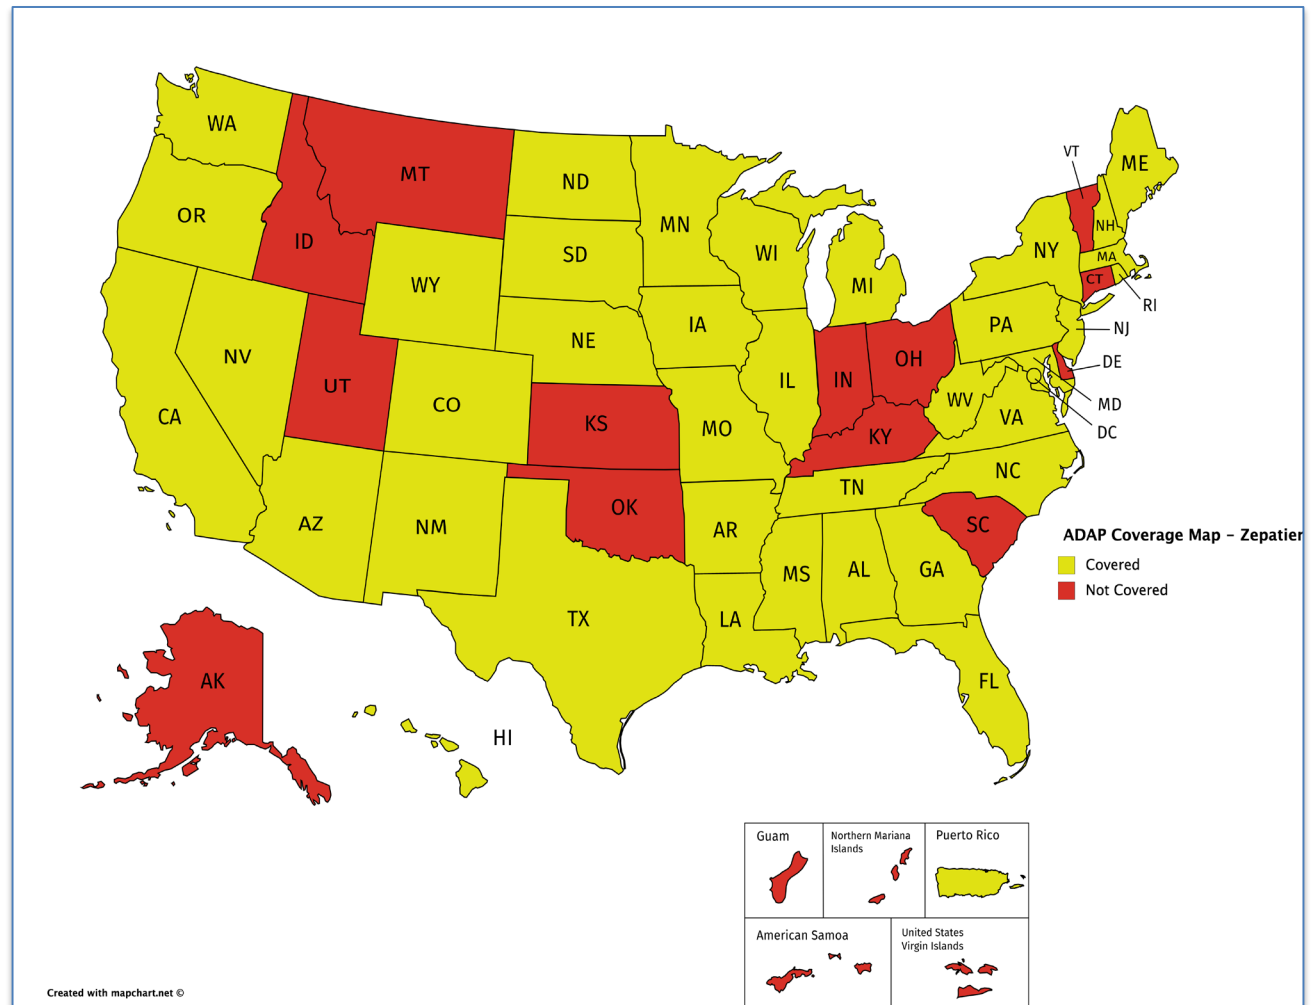 WA
MT
ND
MN
VT
ME
OR
ID
SD
WI
MI
NY
NH
MA
CT
RI
WY
NE
IA
PA
NJ
NV
UT
CO
KS
MO
IL
IN
OH
WV
VA
DE
MD
DC
CA
KY
AZ
NM
OK
AR
TN
NC
SC
MS
AL
GA
TX
LA
FL
AK
HI
ADAP Coverage Map – Zepatier
Covered
Not Covered
Guam
Northern Mariana
Islands
Puerto Rico
American Samoa
United States
Virgin Islands
Created with mapchart.net ©